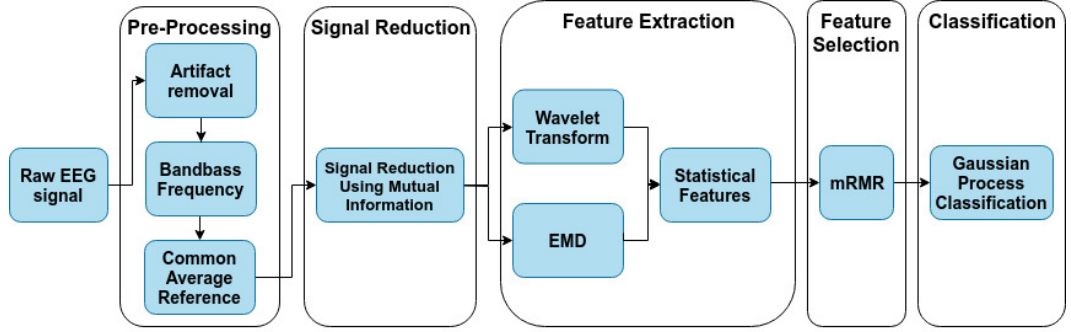 Pre-Processing
Signal Reduction
Feature Extraction
Feature
Selection
Classification
Raw EEG
signal
Artifact
removal
Bandbass
Frequency
Common
Average
Reference
Signal Reduction
Using Mutual
Information
Wavelet
Transform
EMD
Statistical
Features
mRMR
Gaussian
Process
Classification